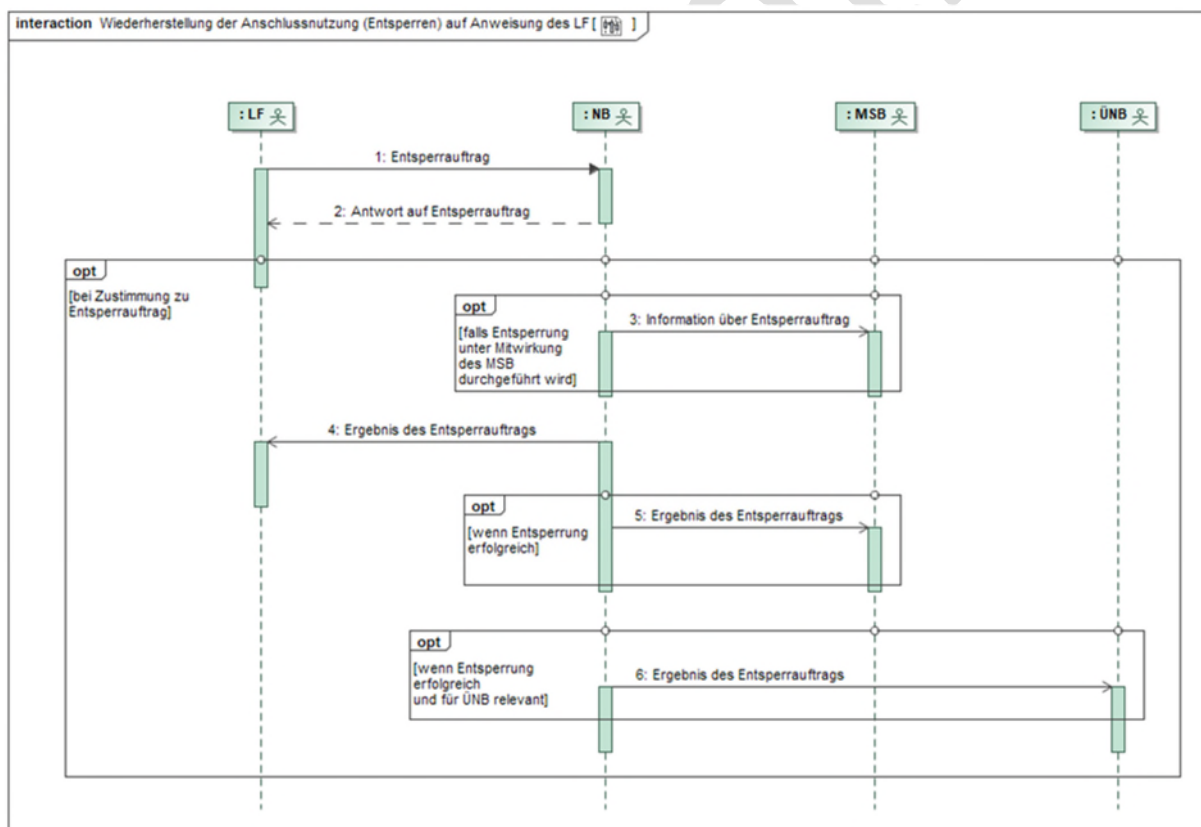 interaction Wiederherstellung der Anschlussnutzung (Entsperren) auf Anweisung des LF [ ]
: LF
: NB
: MSB
: ÜNB
1: Entsperrauftrag
2: Antwort auf Entsperrauftrag
opt
[bei Zustimmung zu
Entsperrauftrag]
opt
[falls Entsperrung
unter Mitwirkung
des MSB
durchgeführt wird]
3: Information über Entsperrauftrag
4: Ergebnis des Entsperrauftrags
opt
[wenn Entsperrung
erfolgreich]
5: Ergebnis des Entsperrauftrags
opt
[wenn Entsperrung
erfolgreich
und für ÜNB relevant]
6: Ergebnis des Entsperrauftrags